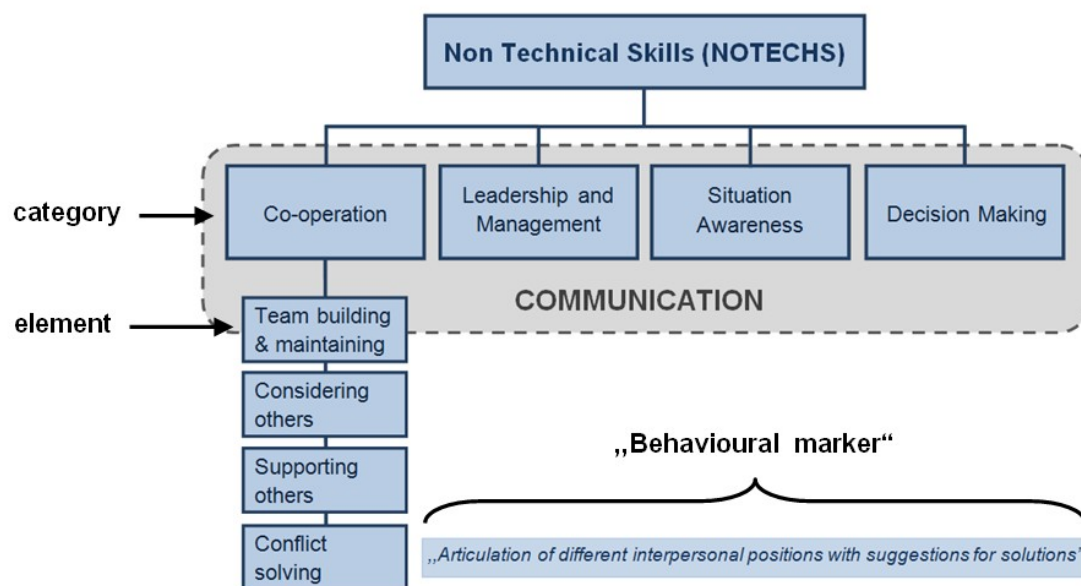 Non Technical Skills (NOTECHS)
category
Co-operation
Leadership and
Management
Situation
Awareness
Decision Making
COMMUNICATION
element
Team building
& maintaining
Considering
others
Supporting
others
Conflict
solving
„Behavioural marker“
„Articulation of different interpersonal positions with suggestions for solutions“